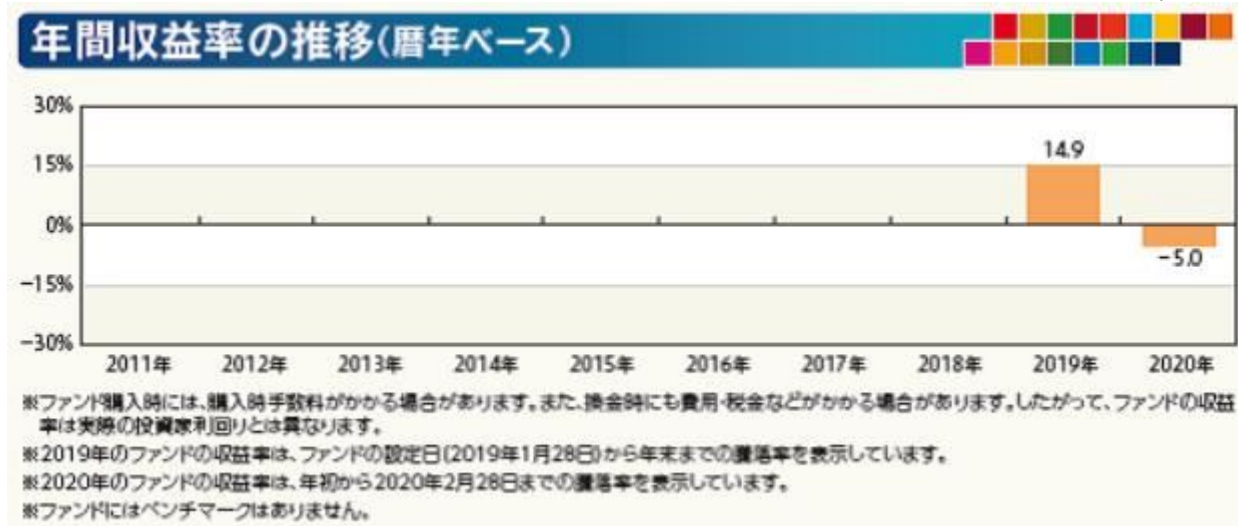 年間収益率の推移(暦年ベース)
30%
15%
0%
−15%
−30%
14.9
−5.0
2011年 2012年 2013年 2014年 2015年 2016年 2017年 2018年 2019年 2020年
※ファンド購入時には、購入時手数料がかかる場合があります。また、換金時にも費用・税金などがかかる場合があります。したがって、ファンドの収益
率は実際の投資家利回りとは異なります。
※2019年のファンドの収益率は、ファンドの設定日(2019年1月28日)から年末までの騰落率を表示しています。
※2020年のファンドの収益率は、年初から2020年2月28日までの騰落率を表示しています。
※ファンドにはベンチマークはありません。